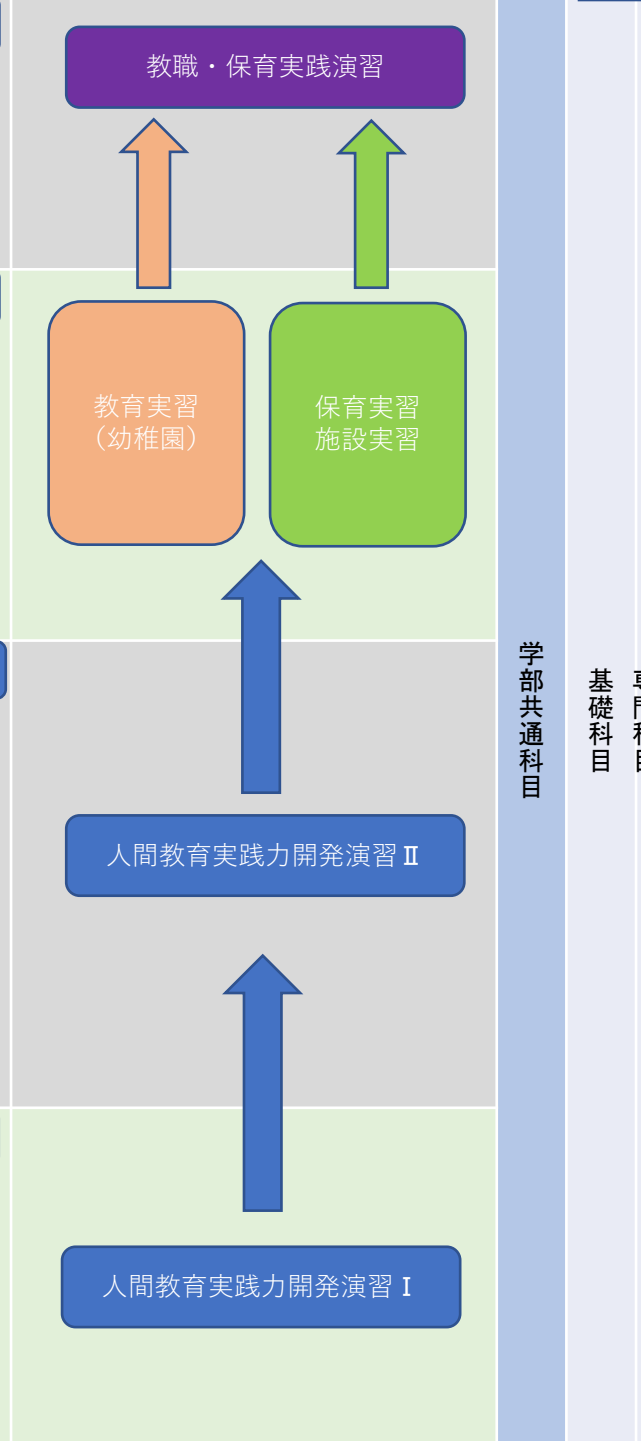 教職・保育実践演習
教育実習
（幼稚園）
保育実習
施設実習
人間教育実践力開発演習Ⅱ
人間教育実践力開発演習Ⅰ
学部共通科目
基礎科目